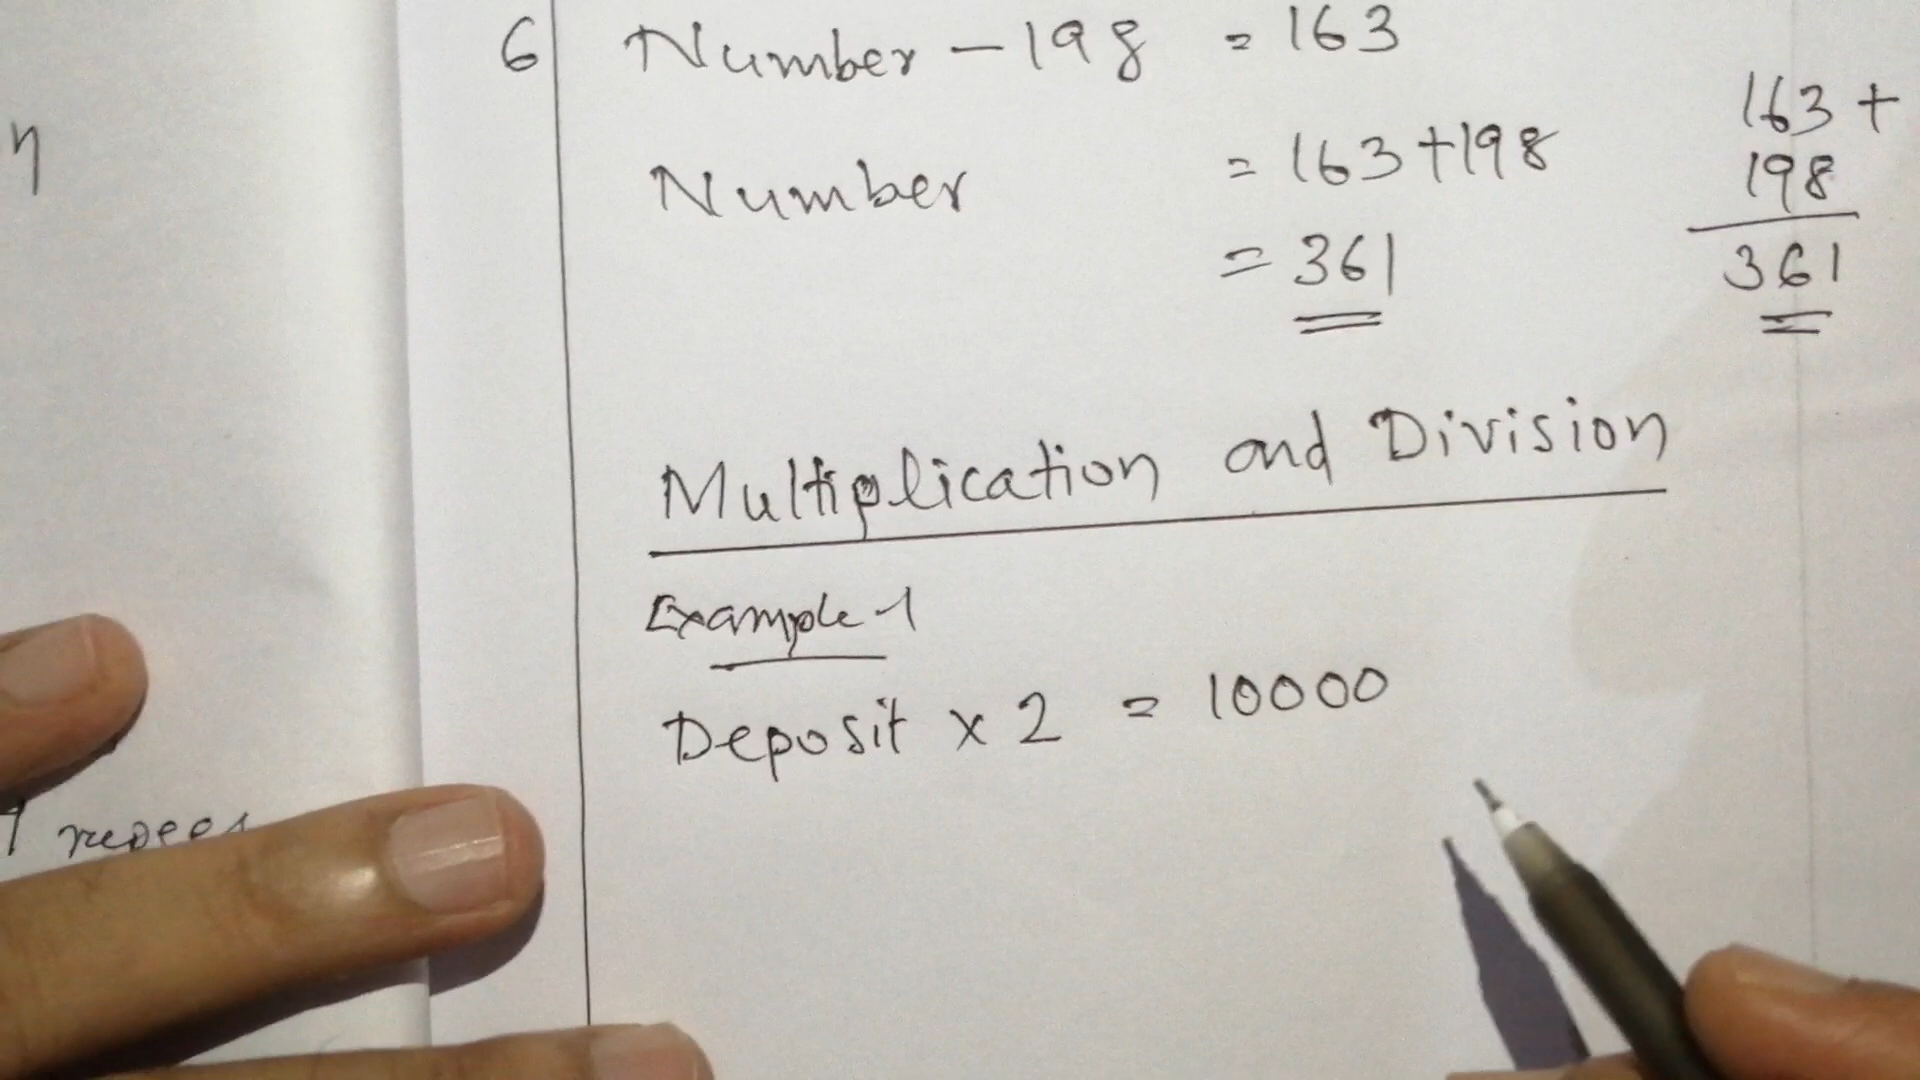 6 Number - 198 = 163
Number = 163 + 198
= 361
163 +
198
361
Multiplication and Division
Example - 1
Deposit x 2 = 10000